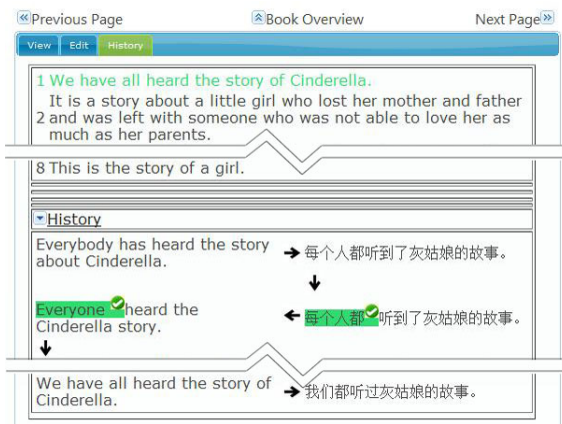 Previous Page Book Overview Next Page
View Edit History
1 We have all heard the story of Cinderella.
It is a story about a little girl who lost her mother and father
2 and was left with someone who was not able to love her as
much as her parents.
8 This is the story of a girl.
History
Everybody has heard the story
about Cinderella.
每个人都听到了灰姑娘的故事。
Everyone heard the
Cinderella story.
每个人都听到了灰姑娘的故事。
We have all heard the story of
Cinderella.
我们都听过灰姑娘的故事。